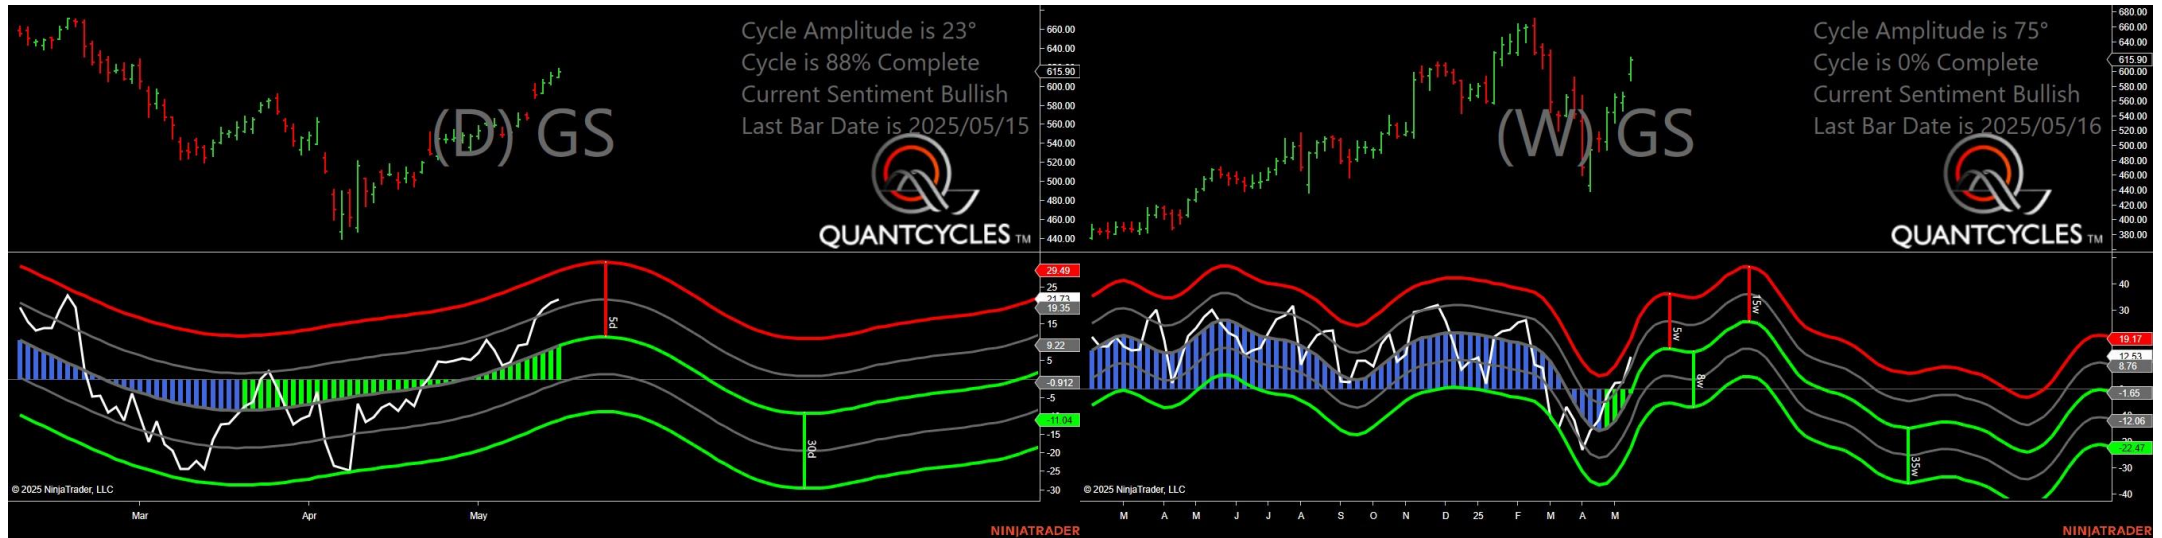 Cycle Amplitude is 23°
Cycle is 88% Complete
Current Sentiment Bullish
Last Bar Date is 2025/05/15
(D) GS
QUANTCYCLES TM
660.00
640.00
615.90
600.00
580.00
560.00
540.00
520.00
500.00
480.00
460.00
440.00
29.49
25
21.73
19.35
15
9.22
5
-0.912
-5
-11.04
-15
-20
-25
-30
5d
30d
© 2025 NinjaTrader, LLC
Mar Apr May
NINJATRADER
Cycle Amplitude is 75°
Cycle is 0% Complete
Current Sentiment Bullish
Last Bar Date is 2025/05/16
(W) GS
QUANTCYCLES TM
680.00
660.00
640.00
615.90
600.00
580.00
560.00
540.00
520.00
500.00
480.00
460.00
440.00
420.00
400.00
380.00
40
30
19.17
12.53
8.76
-1.65
-12.06
-22.47
-30
-40
5w
8w
15w
35w
© 2025 NinjaTrader, LLC
M A M J J A S O N D 25 F M A M
NINJATRADER